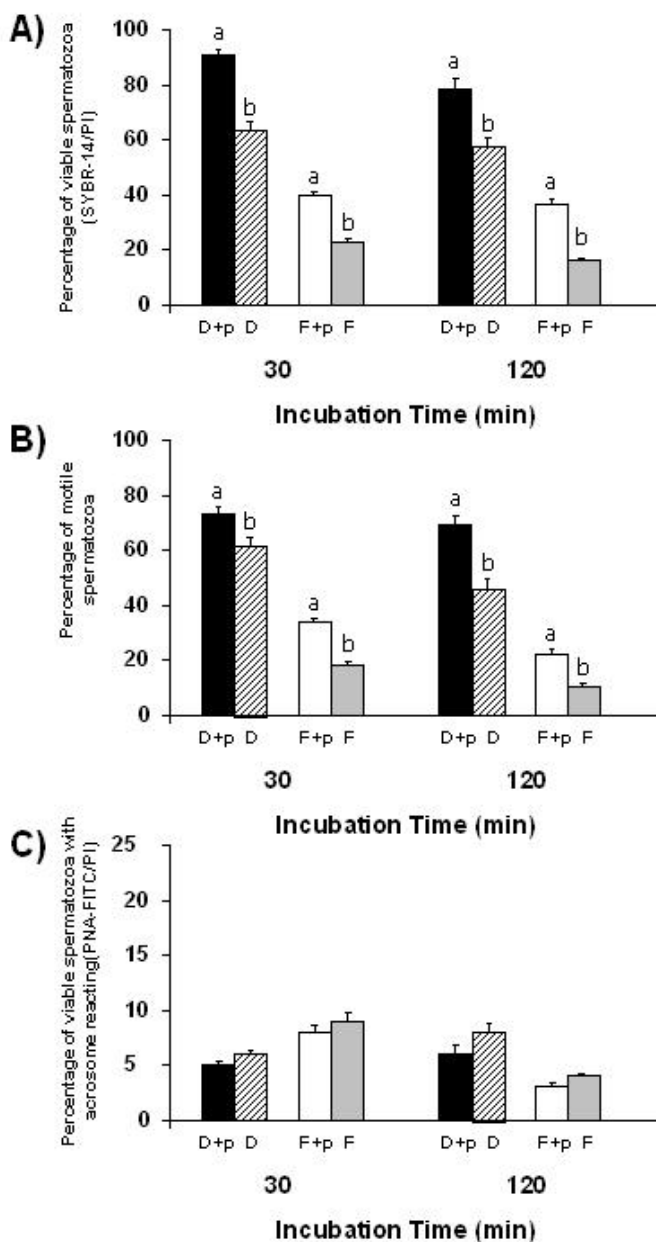 A)
Percentage of viable spermatozoa
(SYBR-14/PI)
100
80
60
40
20
0
a
b
a
b
a
b
a
b
D+p D F+p F D+p D F+p F
30 120
Incubation Time (min)
B)
Percentage of motile
spermatozoa
100
80
60
40
20
0
a
b
a
b
a
b
a
b
D+p D F+p F D+p D F+p F
30 120
Incubation Time (min)
C)
Percentage of viable spermatozoa with
acrosome reacting(PNA-FITC/PI)
25
20
15
10
5
0
D+p D F+p F D+p D F+p F
30 120
Incubation Time (min)